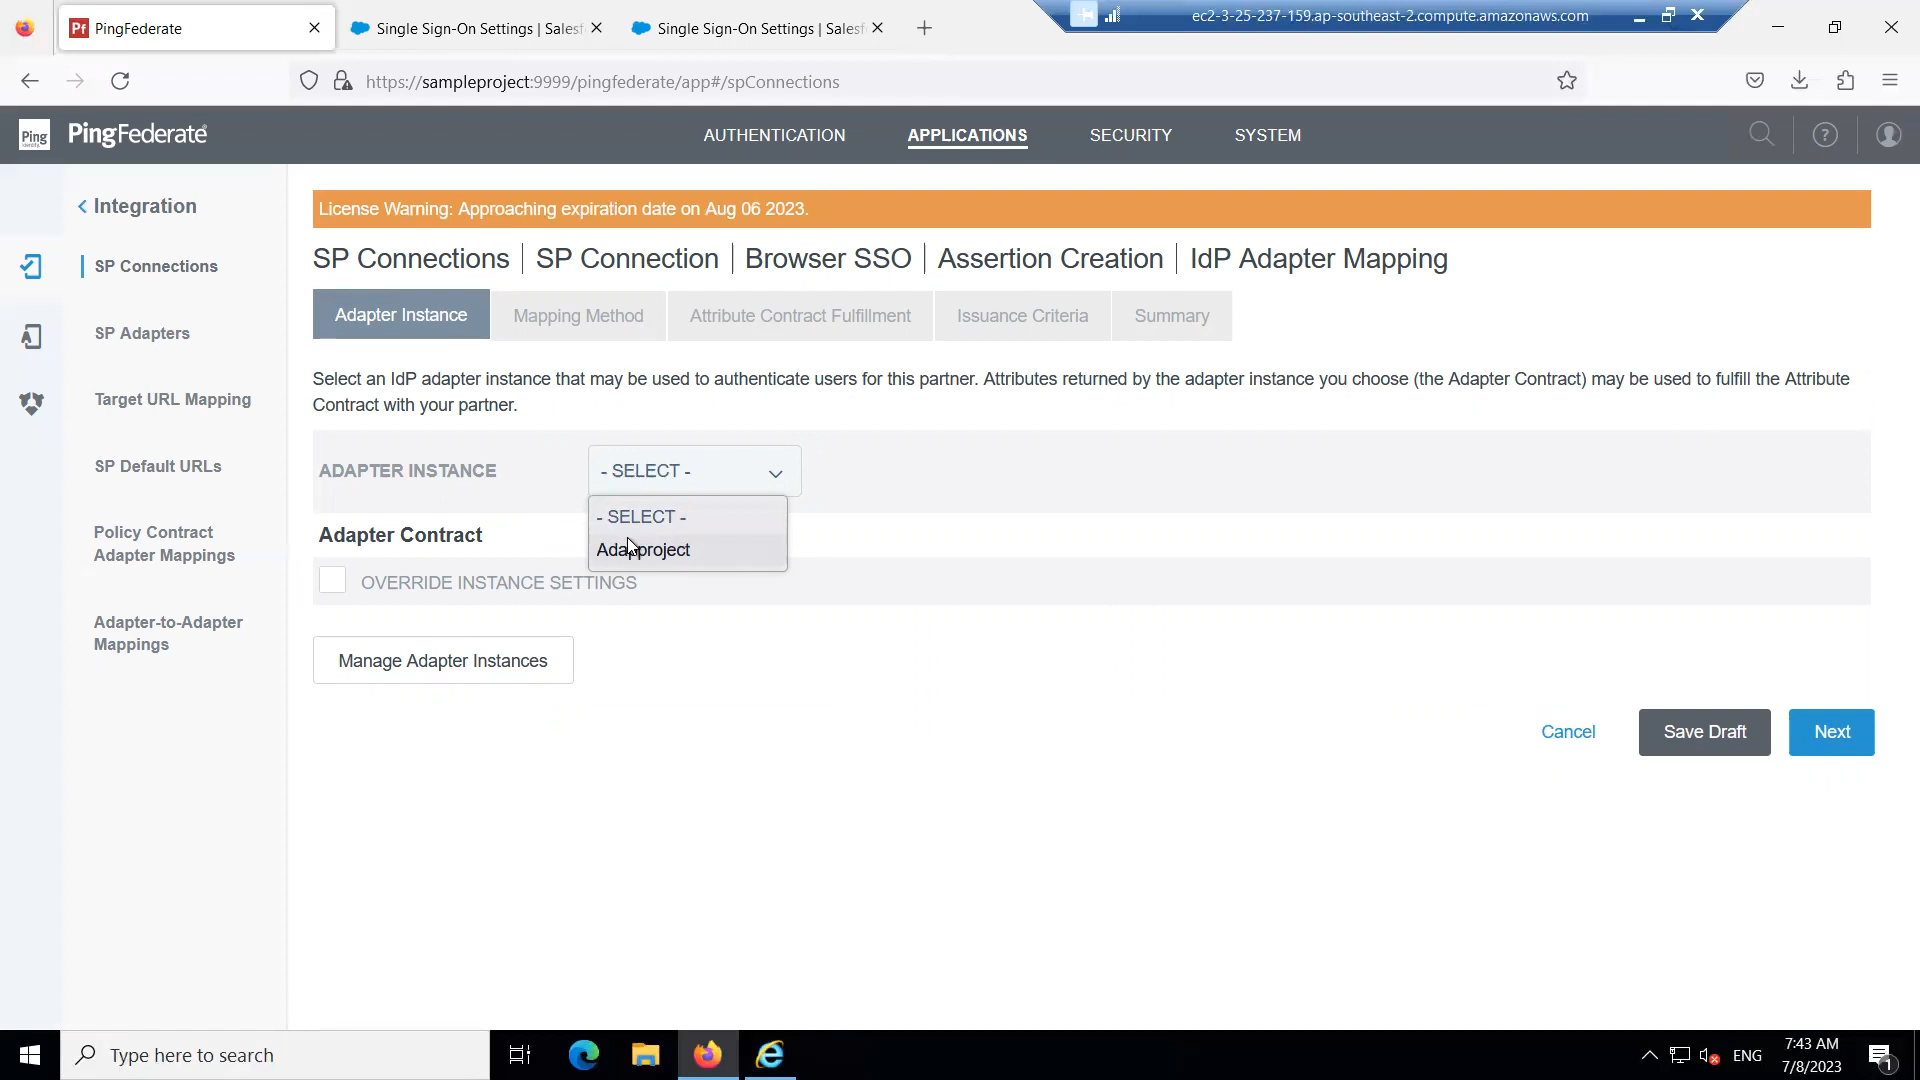 PingFederate
Single Sign-On Settings | Salesf
Single Sign-On Settings | Salesf
ec2-3-25-237-159.ap-southeast-2.compute.amazonaws.com
https://sampleproject:9999/pingfederate/app#/spConnections
Ping
Identity
PingFederate
AUTHENTICATION
APPLICATIONS
SECURITY
SYSTEM
Integration
SP Connections
SP Adapters
Target URL Mapping
SP Default URLs
Policy Contract
Adapter Mappings
Adapter-to-Adapter
Mappings
License Warning: Approaching expiration date on Aug 06 2023.
SP Connections | SP Connection | Browser SSO | Assertion Creation | IdP Adapter Mapping
Adapter Instance
Mapping Method
Attribute Contract Fulfillment
Issuance Criteria
Summary
Select an IdP adapter instance that may be used to authenticate users for this partner. Attributes returned by the adapter instance you choose (the Adapter Contract) may be used to fulfill the Attribute
Contract with your partner.
ADAPTER INSTANCE
- SELECT -
- SELECT -
Adapter Contract
OVERRIDE INSTANCE SETTINGS
Manage Adapter Instances
Cancel
Save Draft
Next
Type here to search
ENG
7:43 AM
7/8/2023
1